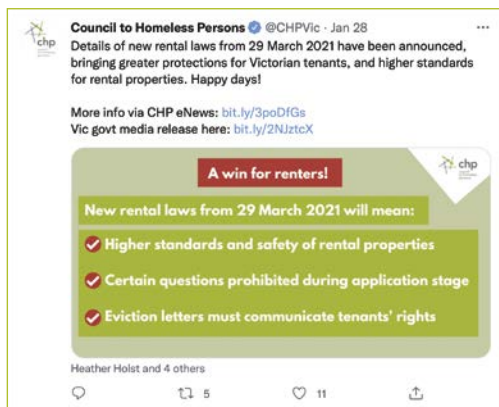 chp
Council to Homeless Persons @CHPVic · Jan 28
Details of new rental laws from 29 March 2021 have been announced,
bringing greater protections for Victorian tenants, and higher standards
for rental properties. Happy days!
More info via CHP eNews: bit.ly/3poDfGs
Vic govt media release here: bit.ly/2NJztcX
chp
A win for renters!
New rental laws from 29 March 2021 will mean:
Higher standards and safety of rental properties
Certain questions prohibited during application stage
Eviction letters must communicate tenants' rights
Heather Holst and 4 others
5
11